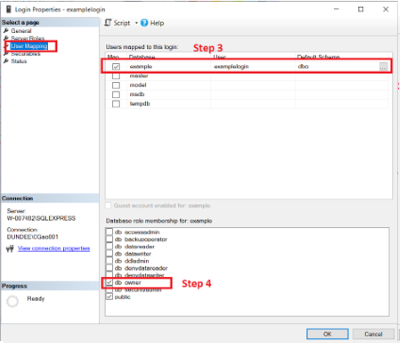 Login Properties - examplelogin
Select a page
General
Server Roles
User Mapping
Securables
Status
Script
Help
Users mapped to this login:
Step 3
Map Database User Default Schema
example examplelogin dbo
master
model
msdb
tempdb
Guest account enabled for: example
Database role membership for: example
db_accessadmin
db_backupoperator
db_datareader
db_datawriter
db_ddladmin
db_denydatareader
db_denydatawriter
db_owner
Step 4
db_securityadmin
public
Connection
Server:
W-007482\SQLEXPRESS
Connection:
View connection properties
Progress
Ready
OK
Cancel